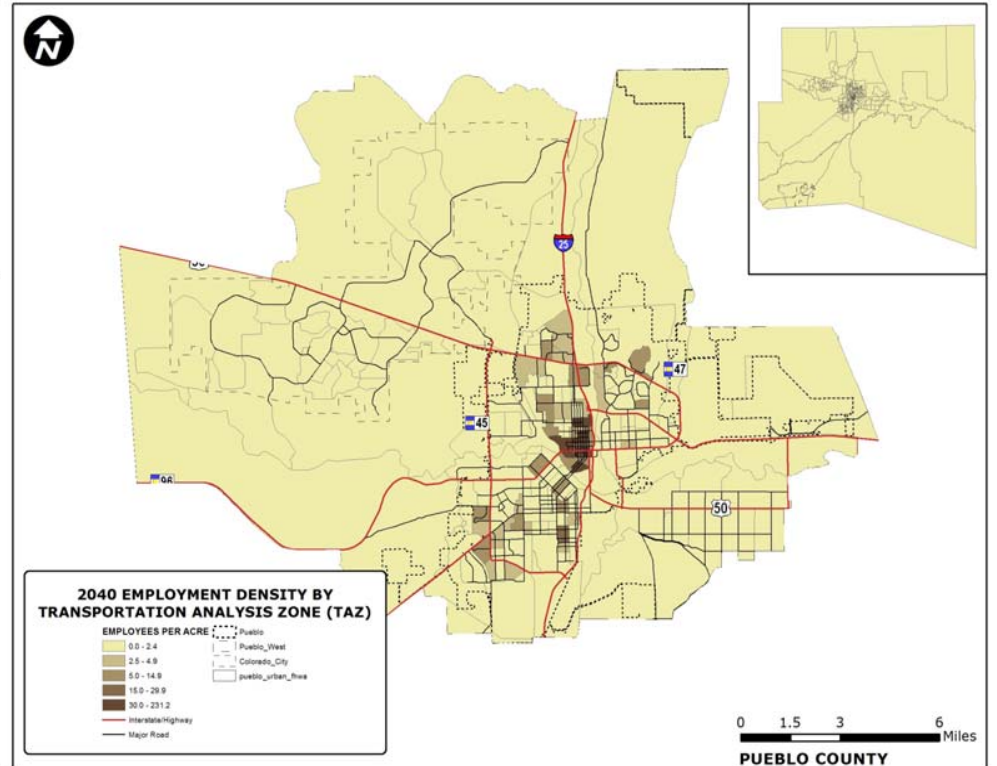 N
25
47
45
96
50
2040 EMPLOYMENT DENSITY BY
TRANSPORTATION ANALYSIS ZONE (TAZ)
EMPLOYEES PER ACRE
0.0 - 2.4
2.5 - 4.9
5.0 - 14.9
15.0 - 29.9
30.0 - 231.2
Interstate/Highway
Major Road
Pueblo
Pueblo_West
Colorado_City
pueblo_urban_fhwa
0 1.5 3 6
Miles
PUEBLO COUNTY